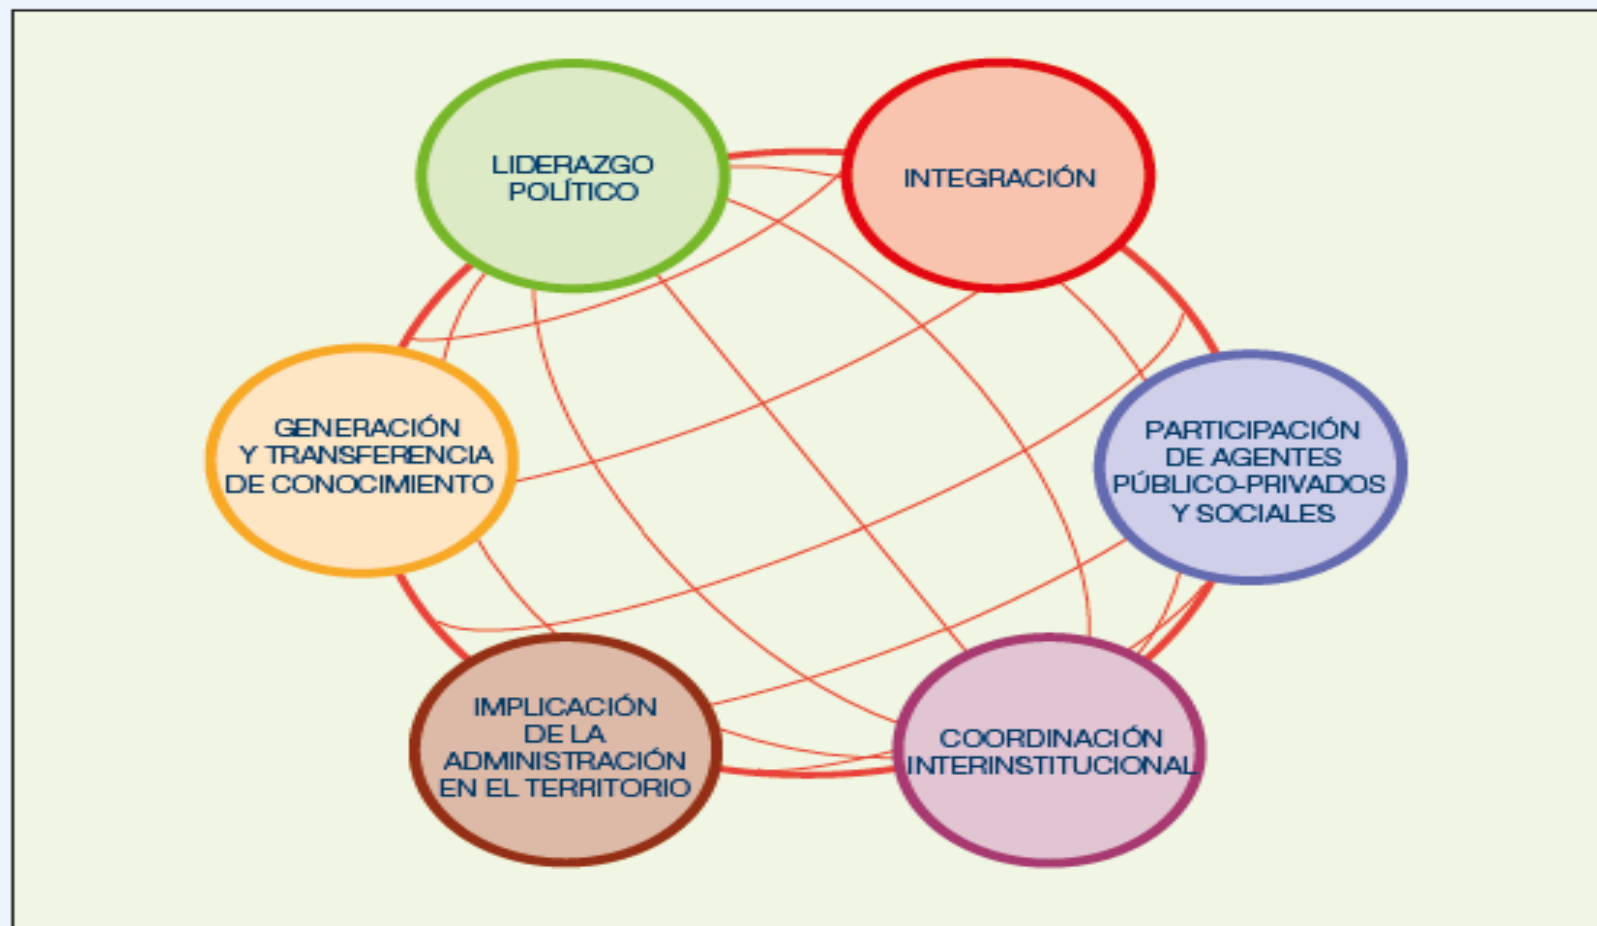 LIDERAZGO
POLÍTICO
INTEGRACIÓN
GENERACIÓN
Y TRANSFERENCIA
DE CONOCIMIENTO
PARTICIPACIÓN
DE AGENTES
PÚBLICO-PRIVADOS
Y SOCIALES
IMPLICACIÓN
DE LA
ADMINISTRACIÓN
EN EL TERRITORIO
COORDINACIÓN
INTERINSTITUCIONAL